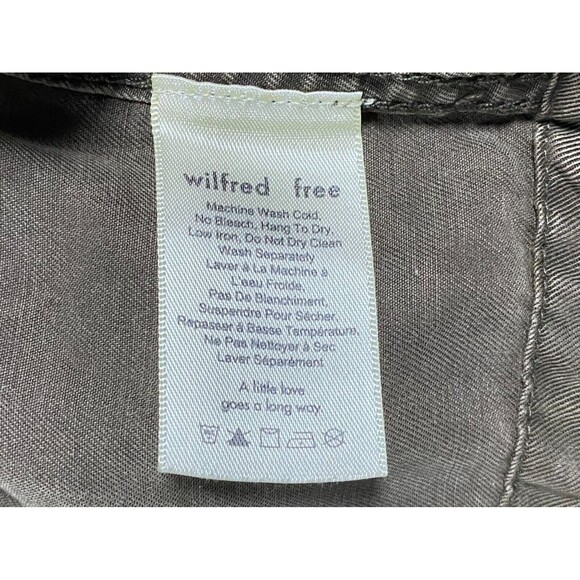 wilfred free
Machine Wash Cold,
No Bleach, Hang To Dry,
Low Iron, Do Not Dry Clean
Wash Separately
Laver à La Machine à
L'eau Froide,
Pas De Blanchiment,
Suspendre Pour Sécher,
Repasser à Basse Température,
Ne Pas Nettoyer à Sec
Laver Séparément
A little love
goes a long way.